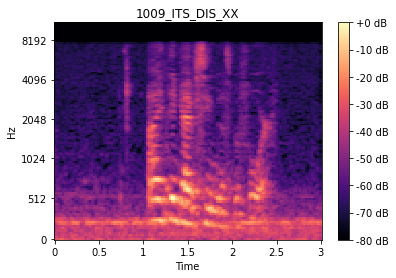 1009_ITS_DIS_XX
+0 dB
8192
-10 dB
4096
-20 dB
-30 dB
2048
Hz
-40 dB
1024
-50 dB
-60 dB
512
-70 dB
0
-80 dB
0 0.5 1 1.5 2 2.5 3
Time